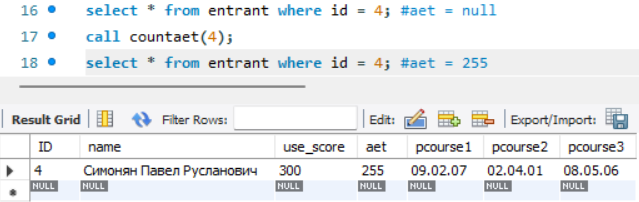 16 select * from entrant where id = 4; #aet = null
17 call countaet(4);
18 select * from entrant where id = 4; #aet = 255
Result Grid Filter Rows: Edit: Export/Import:
ID name use_score aet pcourse1 pcourse2 pcourse3
4 Симонян Павел Русланович 300 255 09.02.07 02.04.01 08.05.06
NULL NULL NULL NULL NULL NULL NULL